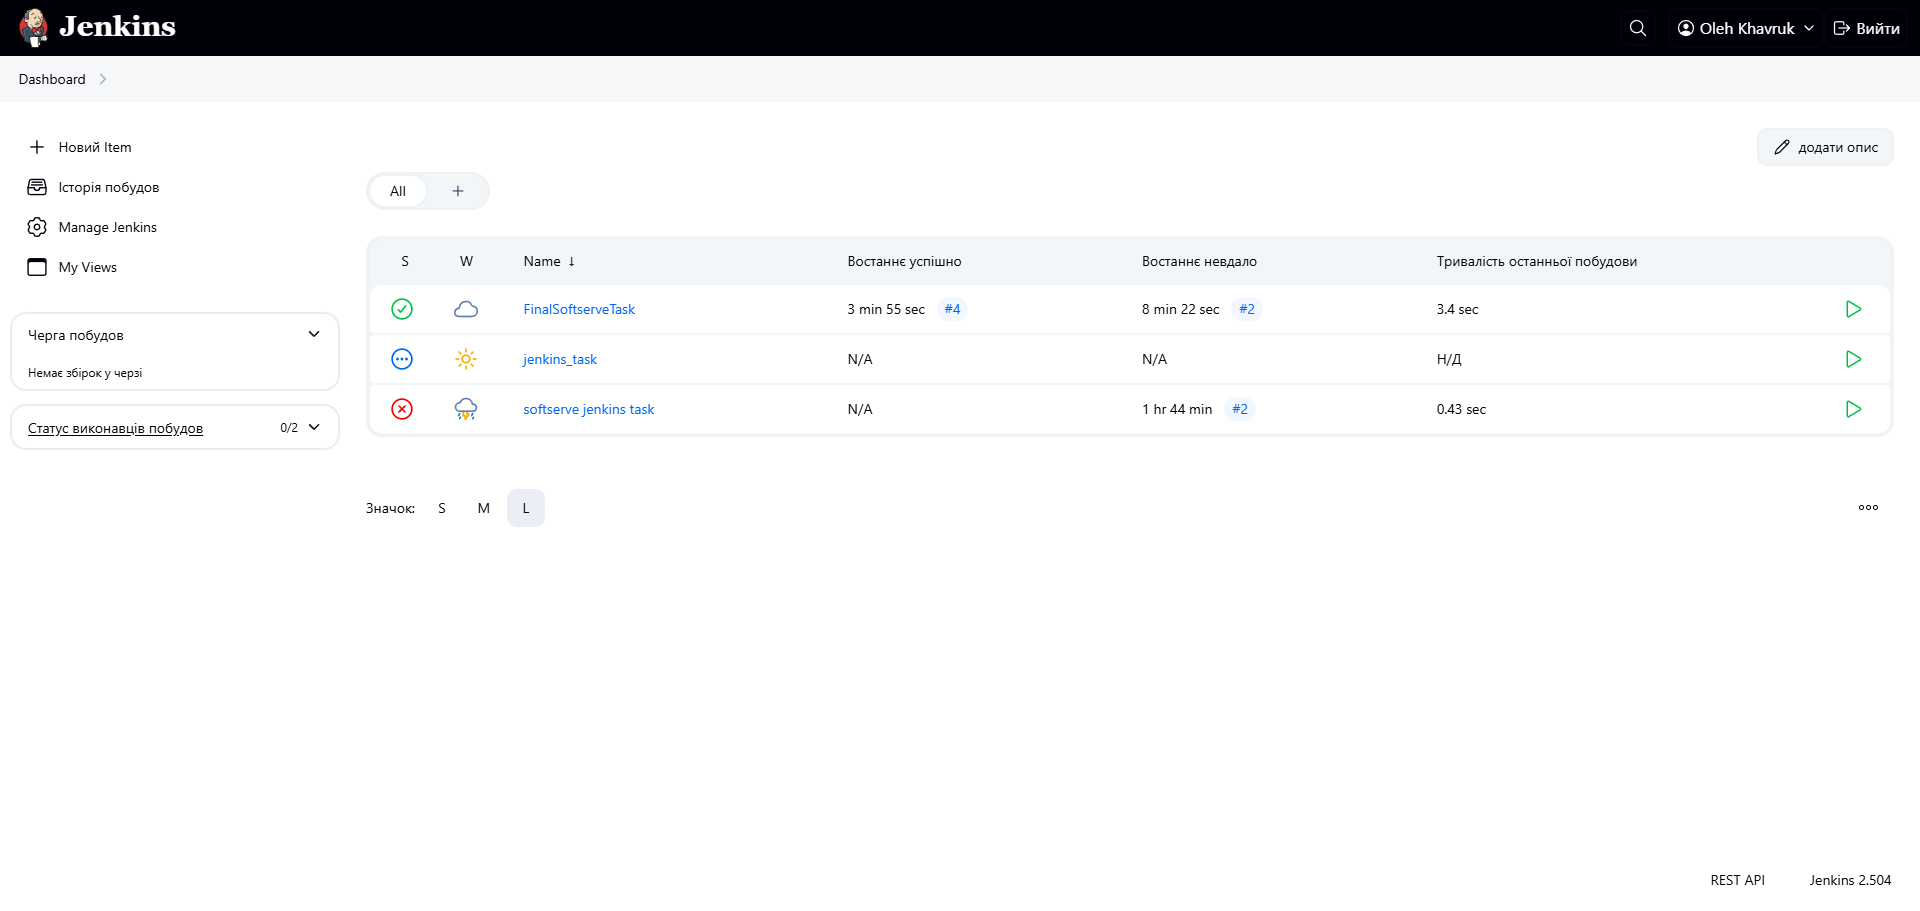 Jenkins
Oleh Khavruk
Вийти
Dashboard
Новий Item
Історія побудов
Manage Jenkins
My Views
Черга побудов
Немає збірок у черзі
Статус виконавців побудов 0/2
додати опис
All +
S W Name ↓ Востаннє успішно Востаннє невдало Тривалість останньої побудови
FinalSoftserveTask 3 min 55 sec #4 8 min 22 sec #2 3.4 sec
jenkins_task N/A N/A Н/Д
softserve jenkins task N/A 1 hr 44 min #2 0.43 sec
Значок: S M L
REST API Jenkins 2.504